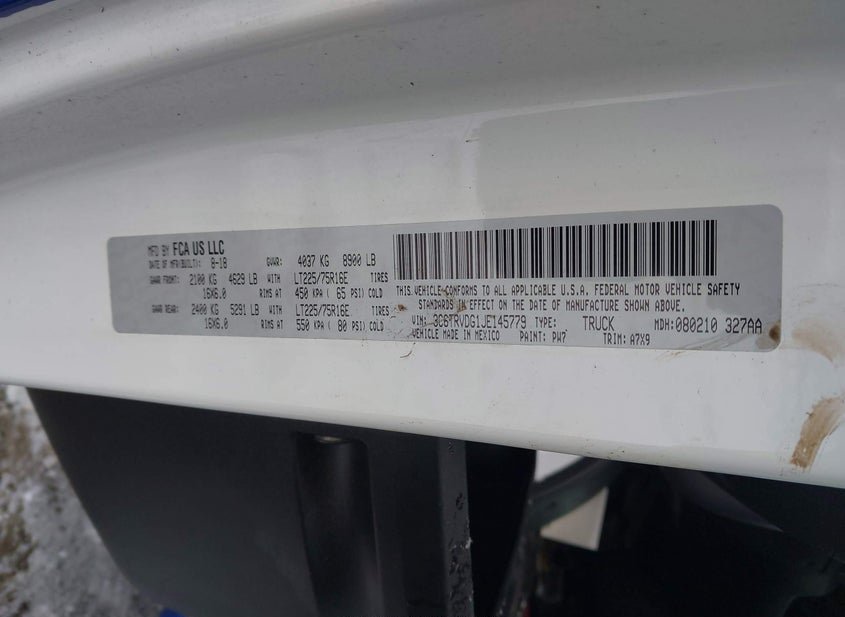 MFD BY FCA US LLC
DATE OF MFR(BUILT): 8-18 GVWR: 4037 KG 8900 LB
GAWR FRONT: 2100 KG 4629 LB WITH LT225/75R16E TIRES
16X6.0 RIMS AT 450 KPA ( 65 PSI) COLD
GAWR REAR: 2400 KG 5291 LB WITH LT225/75R16E TIRES
16X6.0 RIMS AT 550 KPA ( 80 PSI) COLD
THIS VEHICLE CONFORMS TO ALL APPLICABLE U.S.A. FEDERAL MOTOR VEHICLE SAFETY
STANDARDS IN EFFECT ON THE DATE OF MANUFACTURE SHOWN ABOVE.
VIN: 3C6TRVDG1JE145779 TYPE: TRUCK MDH:080210 327AA
VEHICLE MADE IN MEXICO PAINT: PW7 TRIM: A7X9